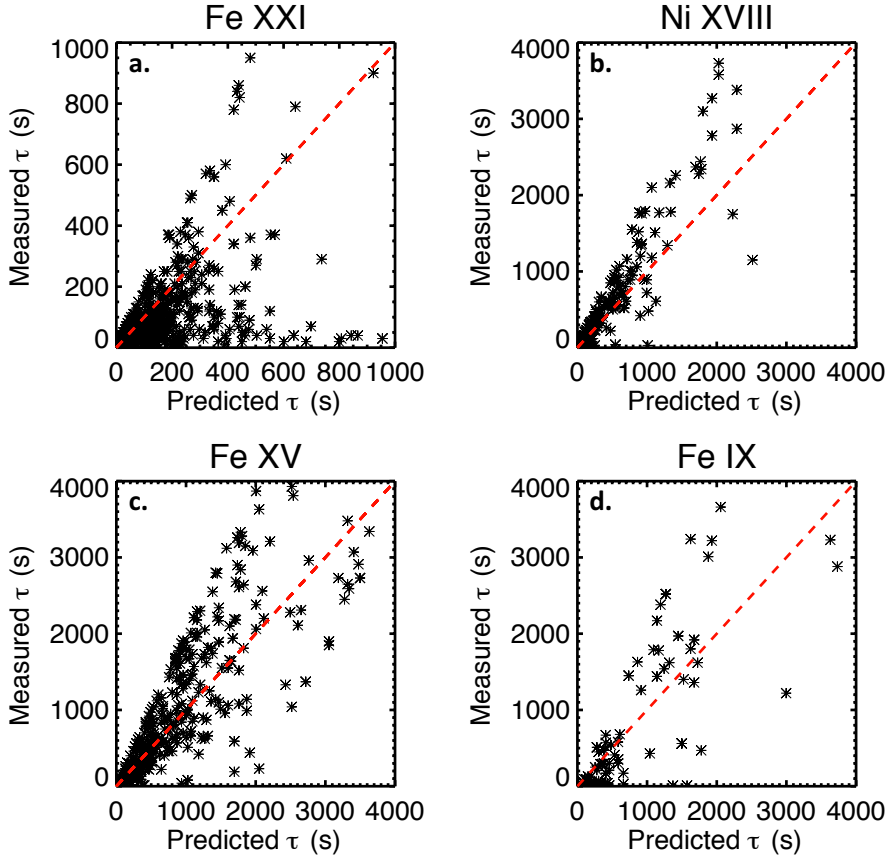 Fe XXI
a.
1000
800
600
400
200
0
Measured τ (s)
0 200 400 600 800 1000
Predicted τ (s)
Ni XVIII
b.
4000
3000
2000
1000
0
Measured τ (s)
0 1000 2000 3000 4000
Predicted τ (s)
Fe XV
c.
4000
3000
2000
1000
0
Measured τ (s)
0 1000 2000 3000 4000
Predicted τ (s)
Fe IX
d.
4000
3000
2000
1000
0
Measured τ (s)
0 1000 2000 3000 4000
Predicted τ (s)